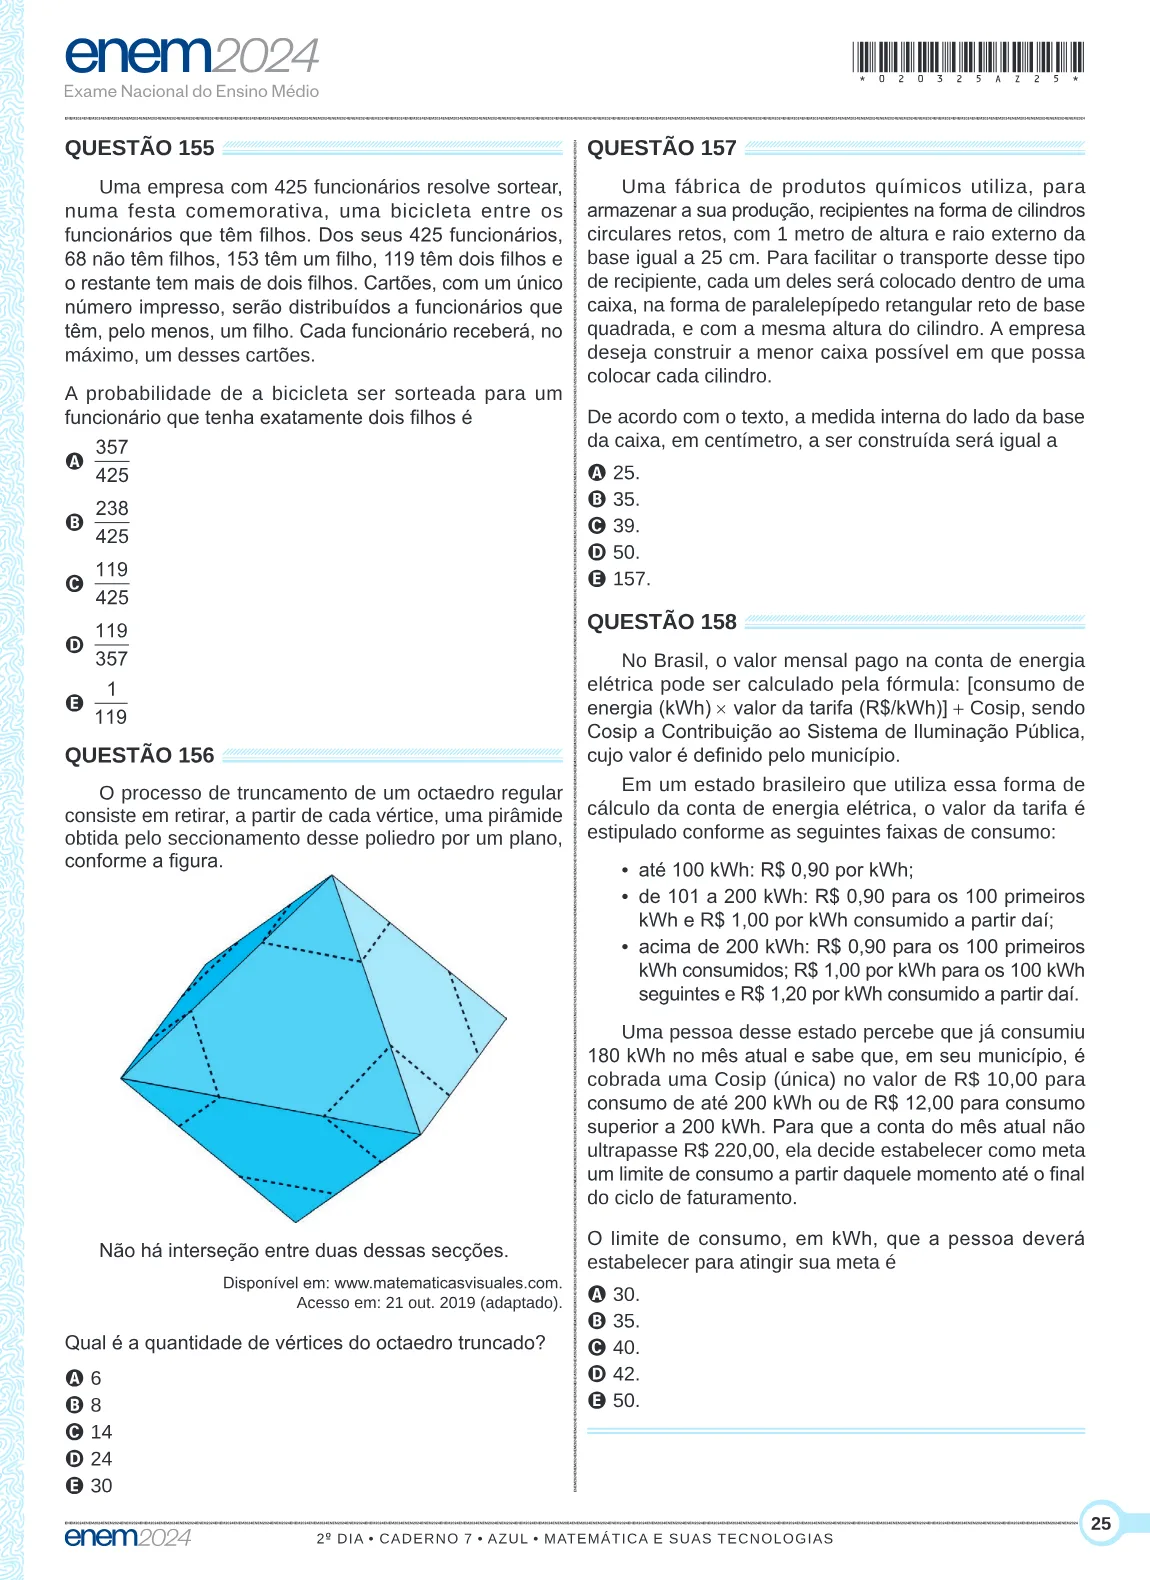 enem2024
Exame Nacional do Ensino Médio
*020325AZ25*
QUESTÃO 155
Uma empresa com 425 funcionários resolve sortear,
numa festa comemorativa, uma bicicleta entre os
funcionários que têm filhos. Dos seus 425 funcionários,
68 não têm filhos, 153 têm um filho, 119 têm dois filhos e
o restante tem mais de dois filhos. Cartões, com um único
número impresso, serão distribuídos a funcionários que
têm, pelo menos, um filho. Cada funcionário receberá, no
máximo, um desses cartões.
A probabilidade de a bicicleta ser sorteada para um
funcionário que tenha exatamente dois filhos é
A 357/425
B 238/425
C 119/425
D 119/357
E 1/119
QUESTÃO 156
O processo de truncamento de um octaedro regular
consiste em retirar, a partir de cada vértice, uma pirâmide
obtida pelo seccionamento desse poliedro por um plano,
conforme a figura.
Não há interseção entre duas dessas secções.
Disponível em: www.matematicasvisuales.com.
Acesso em: 21 out. 2019 (adaptado).
Qual é a quantidade de vértices do octaedro truncado?
A 6
B 8
C 14
D 24
E 30
QUESTÃO 157
Uma fábrica de produtos químicos utiliza, para
armazenar a sua produção, recipientes na forma de cilindros
circulares retos, com 1 metro de altura e raio externo da
base igual a 25 cm. Para facilitar o transporte desse tipo
de recipiente, cada um deles será colocado dentro de uma
caixa, na forma de paralelepípedo retangular reto de base
quadrada, e com a mesma altura do cilindro. A empresa
deseja construir a menor caixa possível em que possa
colocar cada cilindro.
De acordo com o texto, a medida interna do lado da base
da caixa, em centímetro, a ser construída será igual a
A 25.
B 35.
C 39.
D 50.
E 157.
QUESTÃO 158
No Brasil, o valor mensal pago na conta de energia
elétrica pode ser calculado pela fórmula: [consumo de
energia (kWh) × valor da tarifa (R$/kWh)] + Cosip, sendo
Cosip a Contribuição ao Sistema de Iluminação Pública,
cujo valor é definido pelo município.
Em um estado brasileiro que utiliza essa forma de
cálculo da conta de energia elétrica, o valor da tarifa é
estipulado conforme as seguintes faixas de consumo:
• até 100 kWh: R$ 0,90 por kWh;
• de 101 a 200 kWh: R$ 0,90 para os 100 primeiros
kWh e R$ 1,00 por kWh consumido a partir daí;
• acima de 200 kWh: R$ 0,90 para os 100 primeiros
kWh consumidos; R$ 1,00 por kWh para os 100 kWh
seguintes e R$ 1,20 por kWh consumido a partir daí.
Uma pessoa desse estado percebe que já consumiu
180 kWh no mês atual e sabe que, em seu município, é
cobrada uma Cosip (única) no valor de R$ 10,00 para
consumo de até 200 kWh ou de R$ 12,00 para consumo
superior a 200 kWh. Para que a conta do mês atual não
ultrapasse R$ 220,00, ela decide estabelecer como meta
um limite de consumo a partir daquele momento até o final
do ciclo de faturamento.
O limite de consumo, em kWh, que a pessoa deverá
estabelecer para atingir sua meta é
A 30.
B 35.
C 40.
D 42.
E 50.
enem2024
2º DIA • CADERNO 7 • AZUL • MATEMÁTICA E SUAS TECNOLOGIAS
25